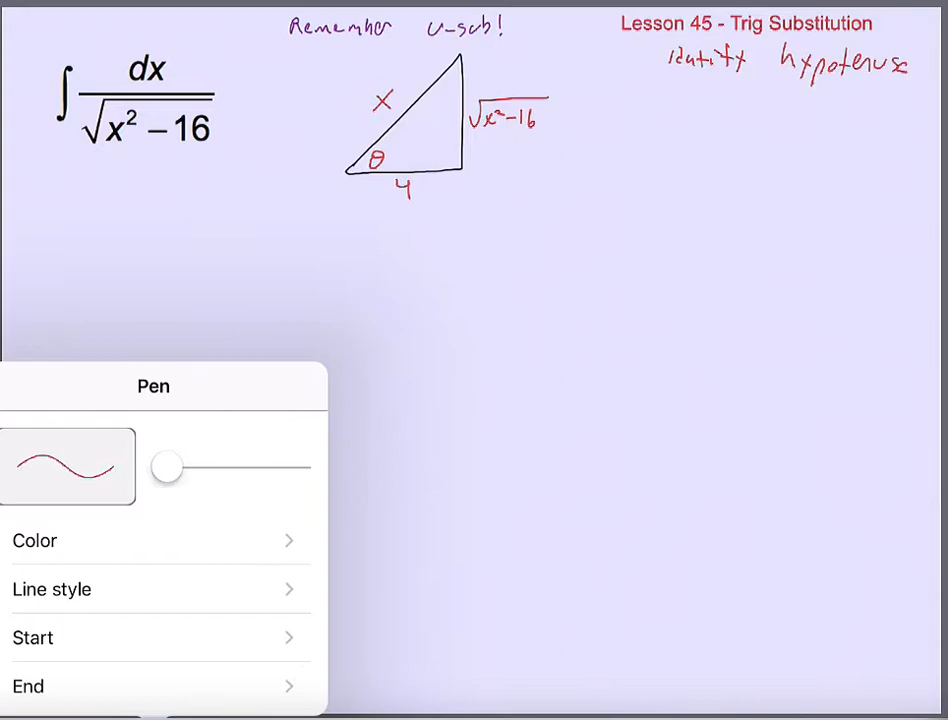 Remember u-sub!
Lesson 45 - Trig Substitution
Identify hypotenuse
∫ dx / √(x² – 16)
x
√x²-16
θ
4
Pen
Color
Line style
Start
End